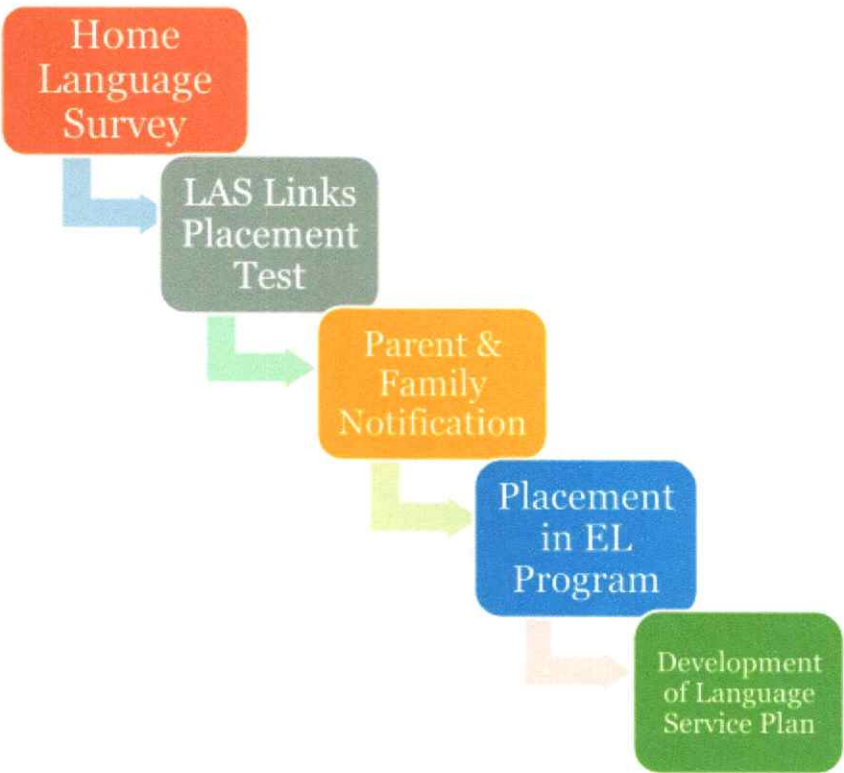 Home
Language
Survey
LAS Links
Placement
Test
Parent &
Family
Notification
Placement
in EL
Program
Development
of Language
Service Plan